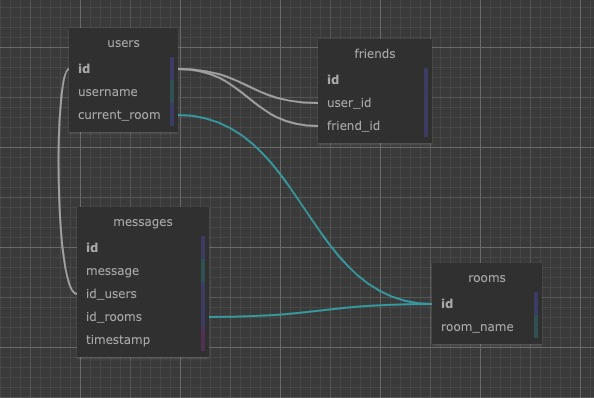 users
id
username
current_room
friends
id
user_id
friend_id
messages
id
message
id_users
id_rooms
timestamp
rooms
id
room_name